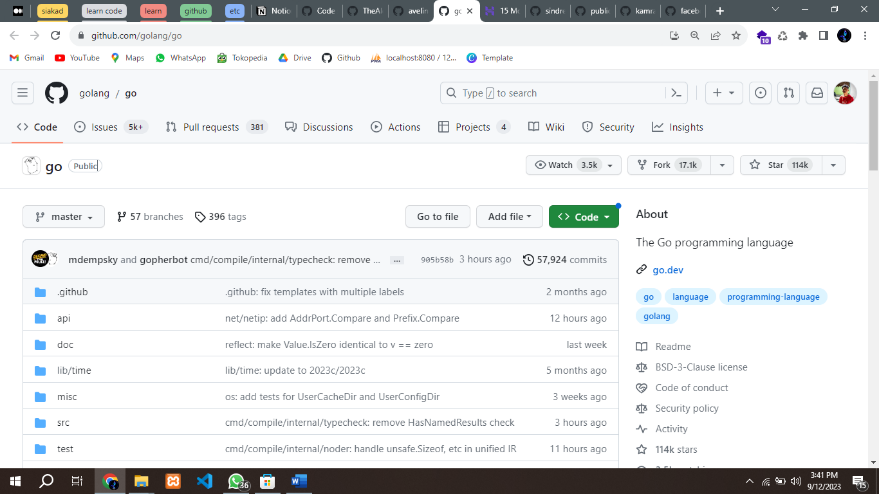 siakad
learn code
learn
github
etc
Notio
Code
TheAl
avelin
go
15 Mo
sindre
public
kamra
faceb
github.com/golang/go
Gmail
YouTube
Maps
WhatsApp
Tokopedia
Drive
Github
localhost:8080 / 12...
Template
golang / go
Type / to search
Code
Issues 5k+
Pull requests 381
Discussions
Actions
Projects 4
Wiki
Security
Insights
go Public
Watch 3.5k
Fork 17.1k
Star 114k
master
57 branches
396 tags
Go to file
Add file
Code
mdempsky and gopherbot cmd/compile/internal/typecheck: remove ... ... 905b58b 3 hours ago 57,924 commits
.github .github: fix templates with multiple labels 2 months ago
api net/netip: add AddrPort.Compare and Prefix.Compare 12 hours ago
doc reflect: make Value.IsZero identical to v == zero last week
lib/time lib/time: update to 2023c/2023c 5 months ago
misc os: add tests for UserCacheDir and UserConfigDir 3 weeks ago
src cmd/compile/internal/typecheck: remove HasNamedResults check 3 hours ago
test cmd/compile/internal/noder: handle unsafe.Sizeof, etc in unified IR 11 hours ago
About
The Go programming language
go.dev
go language programming-language
golang
Readme
BSD-3-Clause license
Code of conduct
Security policy
Activity
114k stars
36
3:41 PM
9/12/2023
15